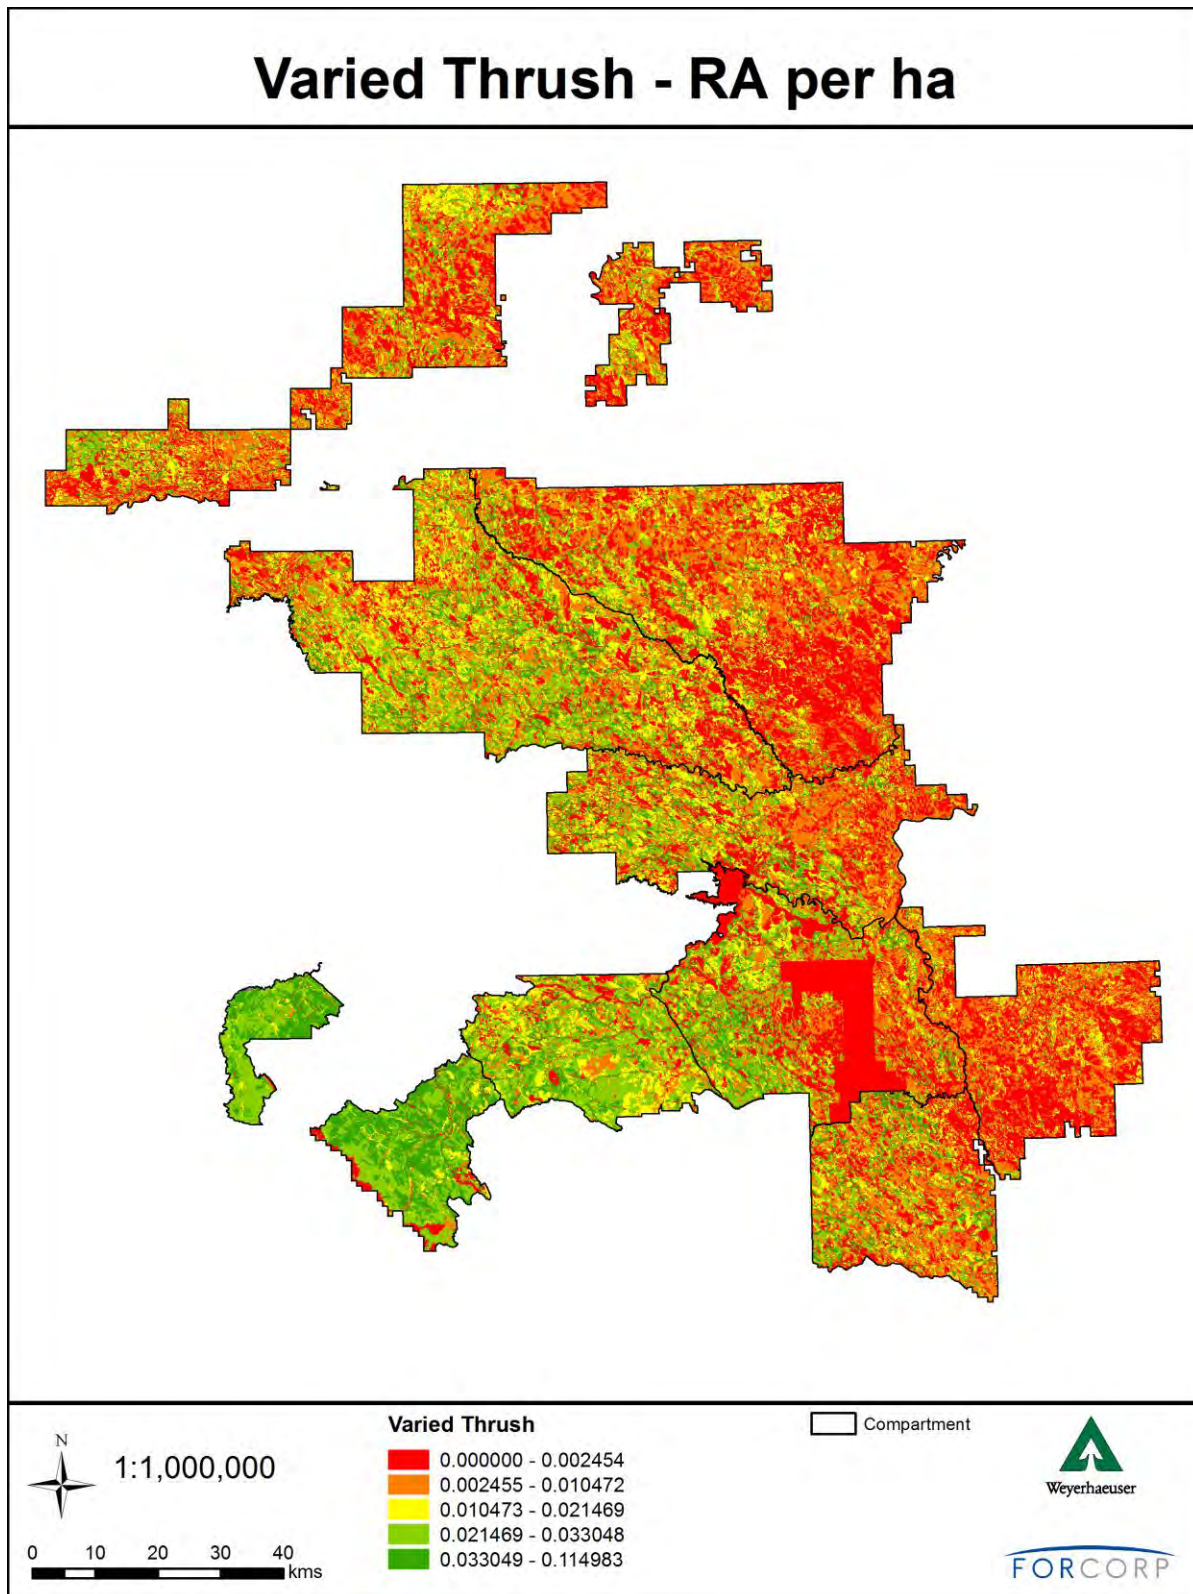 Varied Thrush - RA per ha
N
1:1,000,000
0 10 20 30 40
kms
Varied Thrush
0.000000 - 0.002454
0.002455 - 0.010472
0.010473 - 0.021469
0.021469 - 0.033048
0.033049 - 0.114983
Compartment
Weyerhaeuser
FORCORP